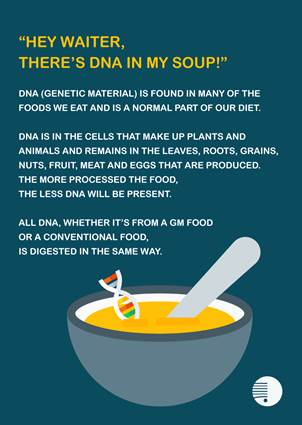 “HEY WAITER,
THERE’S DNA IN MY SOUP!”
DNA (GENETIC MATERIAL) IS FOUND IN MANY OF THE
FOODS WE EAT AND IS A NORMAL PART OF OUR DIET.
DNA IS IN THE CELLS THAT MAKE UP PLANTS AND
ANIMALS AND REMAINS IN THE LEAVES, ROOTS, GRAINS,
NUTS, FRUIT, MEAT AND EGGS THAT ARE PRODUCED.
THE MORE PROCESSED THE FOOD,
THE LESS DNA WILL BE PRESENT.
ALL DNA, WHETHER IT’S FROM A GM FOOD
OR A CONVENTIONAL FOOD,
IS DIGESTED IN THE SAME WAY.